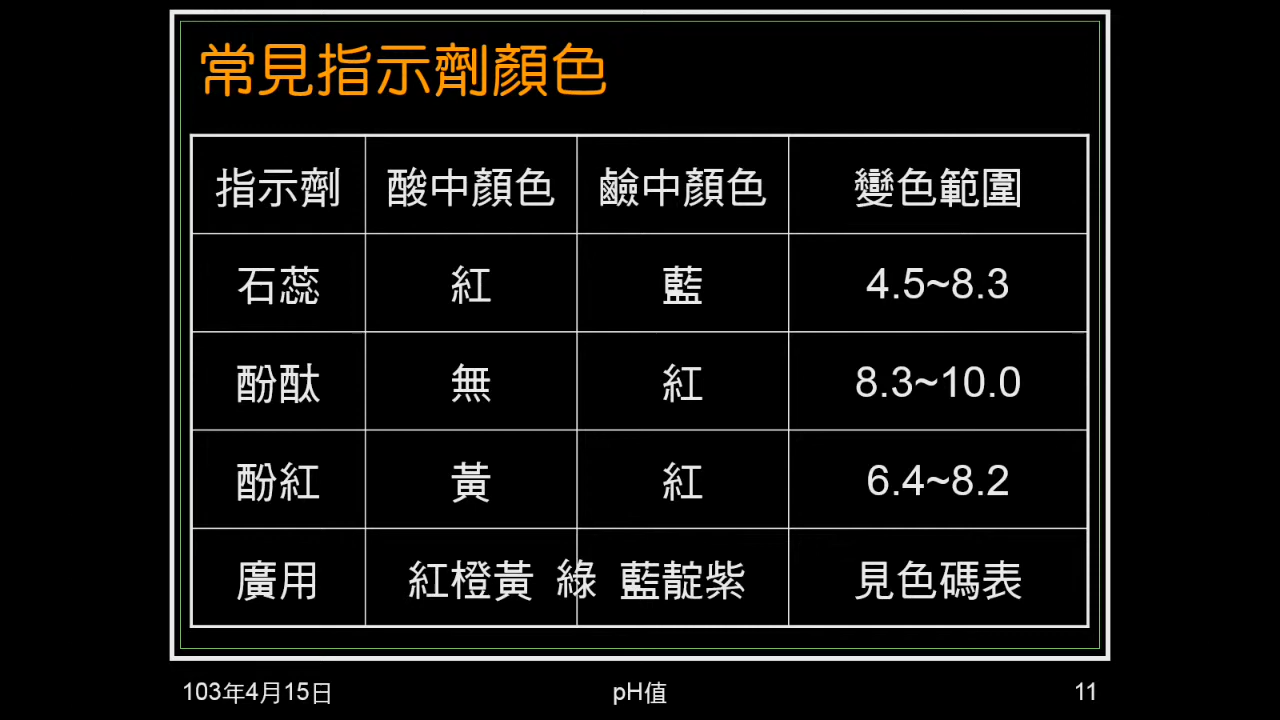 常見指示劑顏色
指示劑 酸中顏色 鹼中顏色 變色範圍
石蕊 紅 藍 4.5~8.3
酚酞 無 紅 8.3~10.0
酚紅 黃 紅 6.4~8.2
廣用 紅橙黃 綠 藍靛紫 見色碼表
103年4月15日 pH值 11